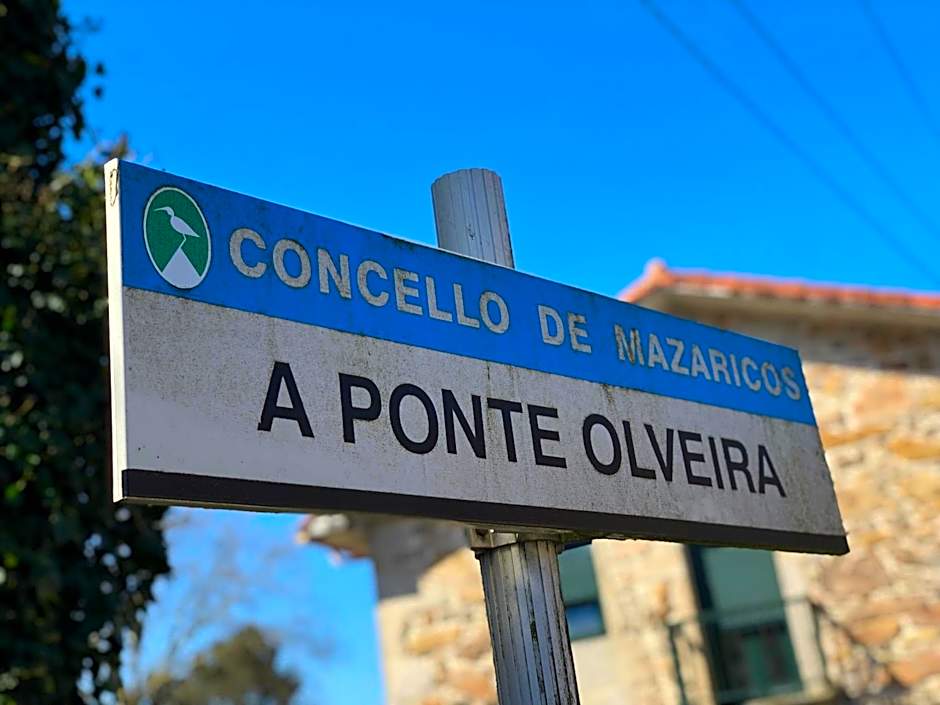 CONCELLO DE MAZARICOS
A PONTE OLVEIRA